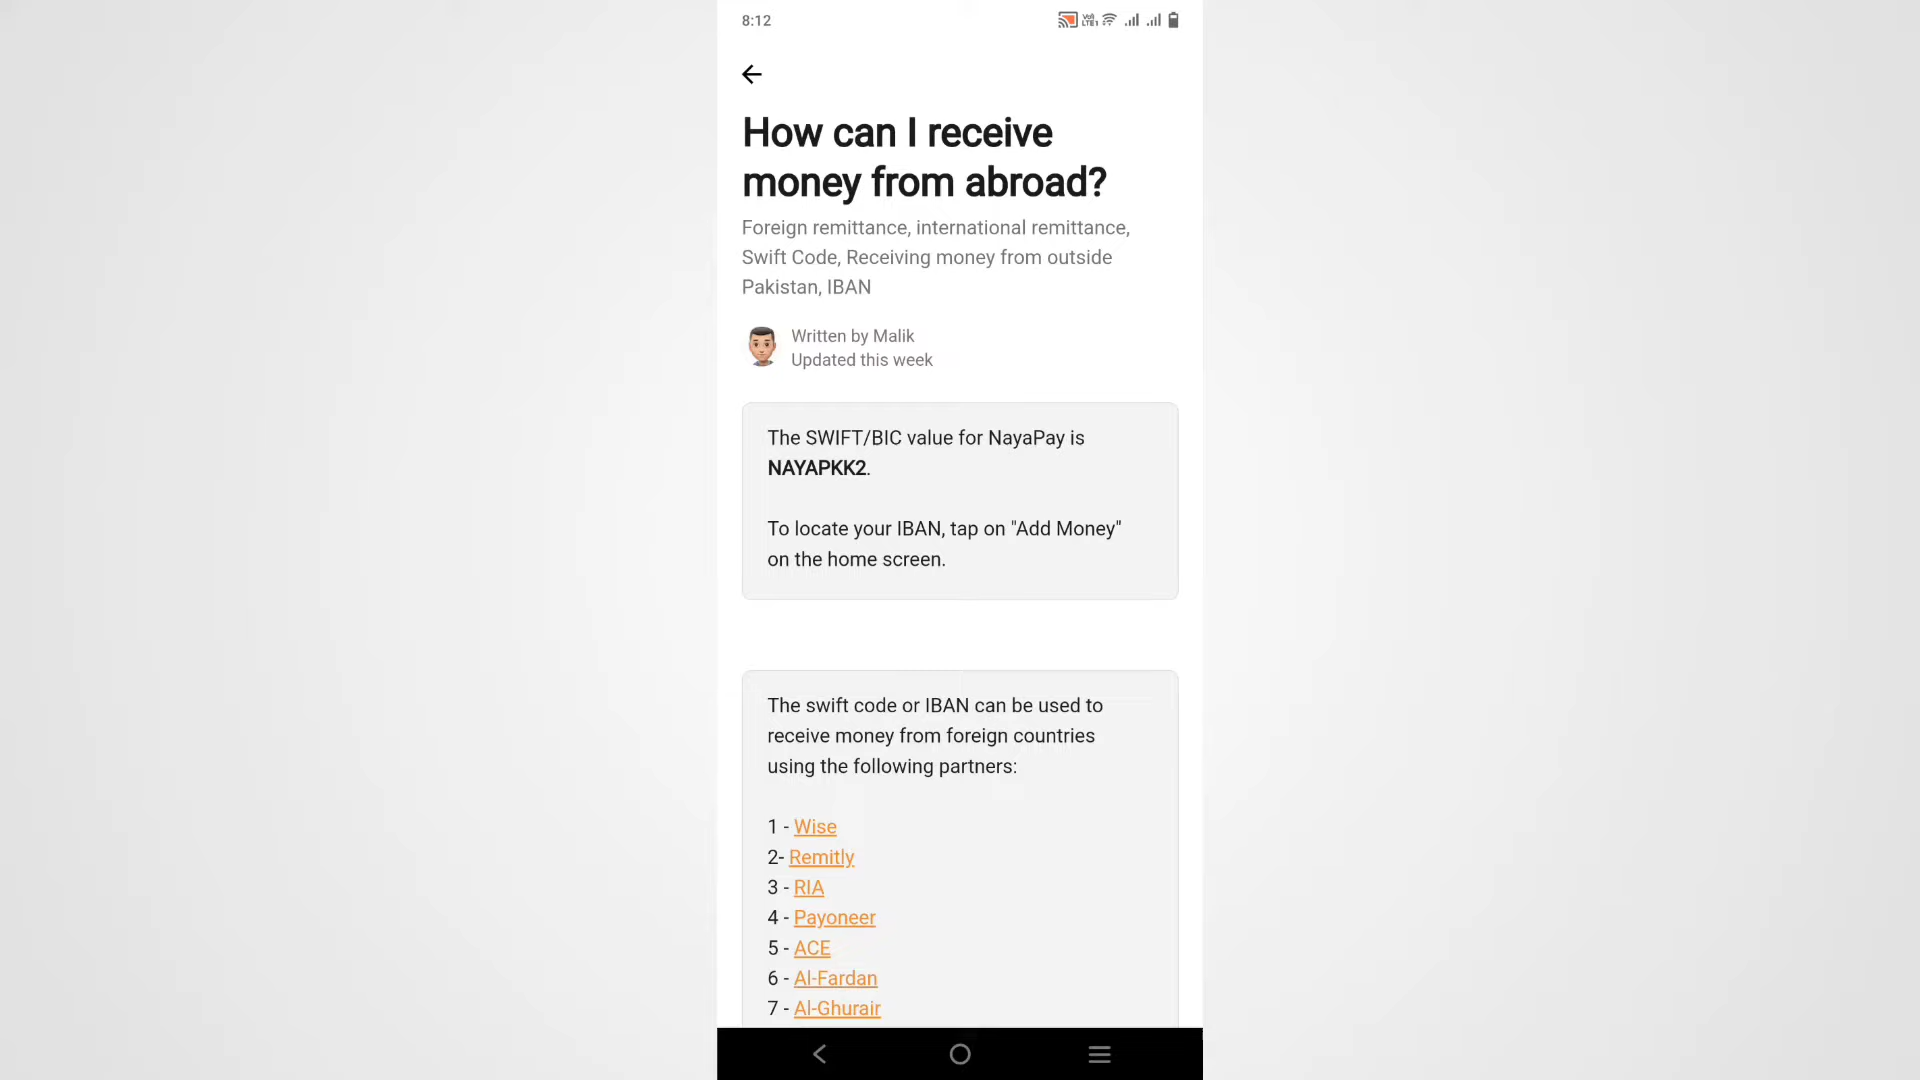 8:12
How can I receive
money from abroad?
Foreign remittance, international remittance,
Swift Code, Receiving money from outside
Pakistan, IBAN
Written by Malik
Updated this week
The SWIFT/BIC value for NayaPay is
NAYAPKK2.
To locate your IBAN, tap on "Add Money"
on the home screen.
The swift code or IBAN can be used to
receive money from foreign countries
using the following partners:
1 - Wise
2- Remitly
3 - RIA
4 - Payoneer
5 - ACE
6 - Al-Fardan
7 - Al-Ghurair